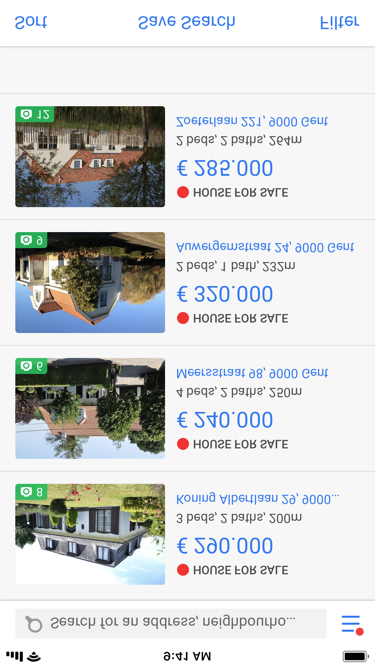 9:41 AM
Search for an address, neighbourho...
8
HOUSE FOR SALE
€ 290.000
3 beds, 2 baths, 200m
Koning Albertlaan 29, 9000...
6
HOUSE FOR SALE
€ 240.000
4 beds, 2 baths, 250m
Meersstraat 98, 9000 Gent
9
HOUSE FOR SALE
€ 320.000
2 beds, 1 bath, 232m
Auwergemstraat 24, 9000 Gent
12
HOUSE FOR SALE
€ 285.000
2 beds, 2 baths, 264m
Zoeterlaan 221, 9000 Gent
Sort Save Search Filter